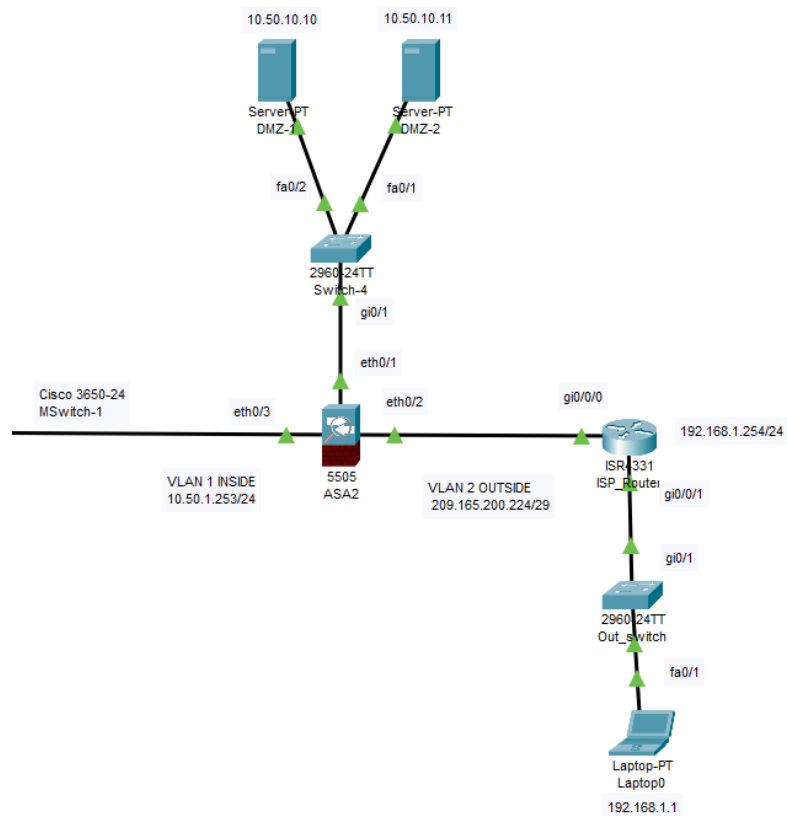 10.50.10.10
10.50.10.11
Server-PT
DMZ-1
Server-PT
DMZ-2
fa0/2
fa0/1
2960-24TT
Switch-4
gi0/1
eth0/1
Cisco 3650-24
MSwitch-1
eth0/3
eth0/2
gi0/0/0
192.168.1.254/24
5505
ASA2
ISR4331
ISP_Router
VLAN 1 INSIDE
10.50.1.253/24
VLAN 2 OUTSIDE
209.165.200.224/29
gi0/0/1
gi0/1
2960-24TT
Out_switch
fa0/1
Laptop-PT
Laptop0
192.168.1.1